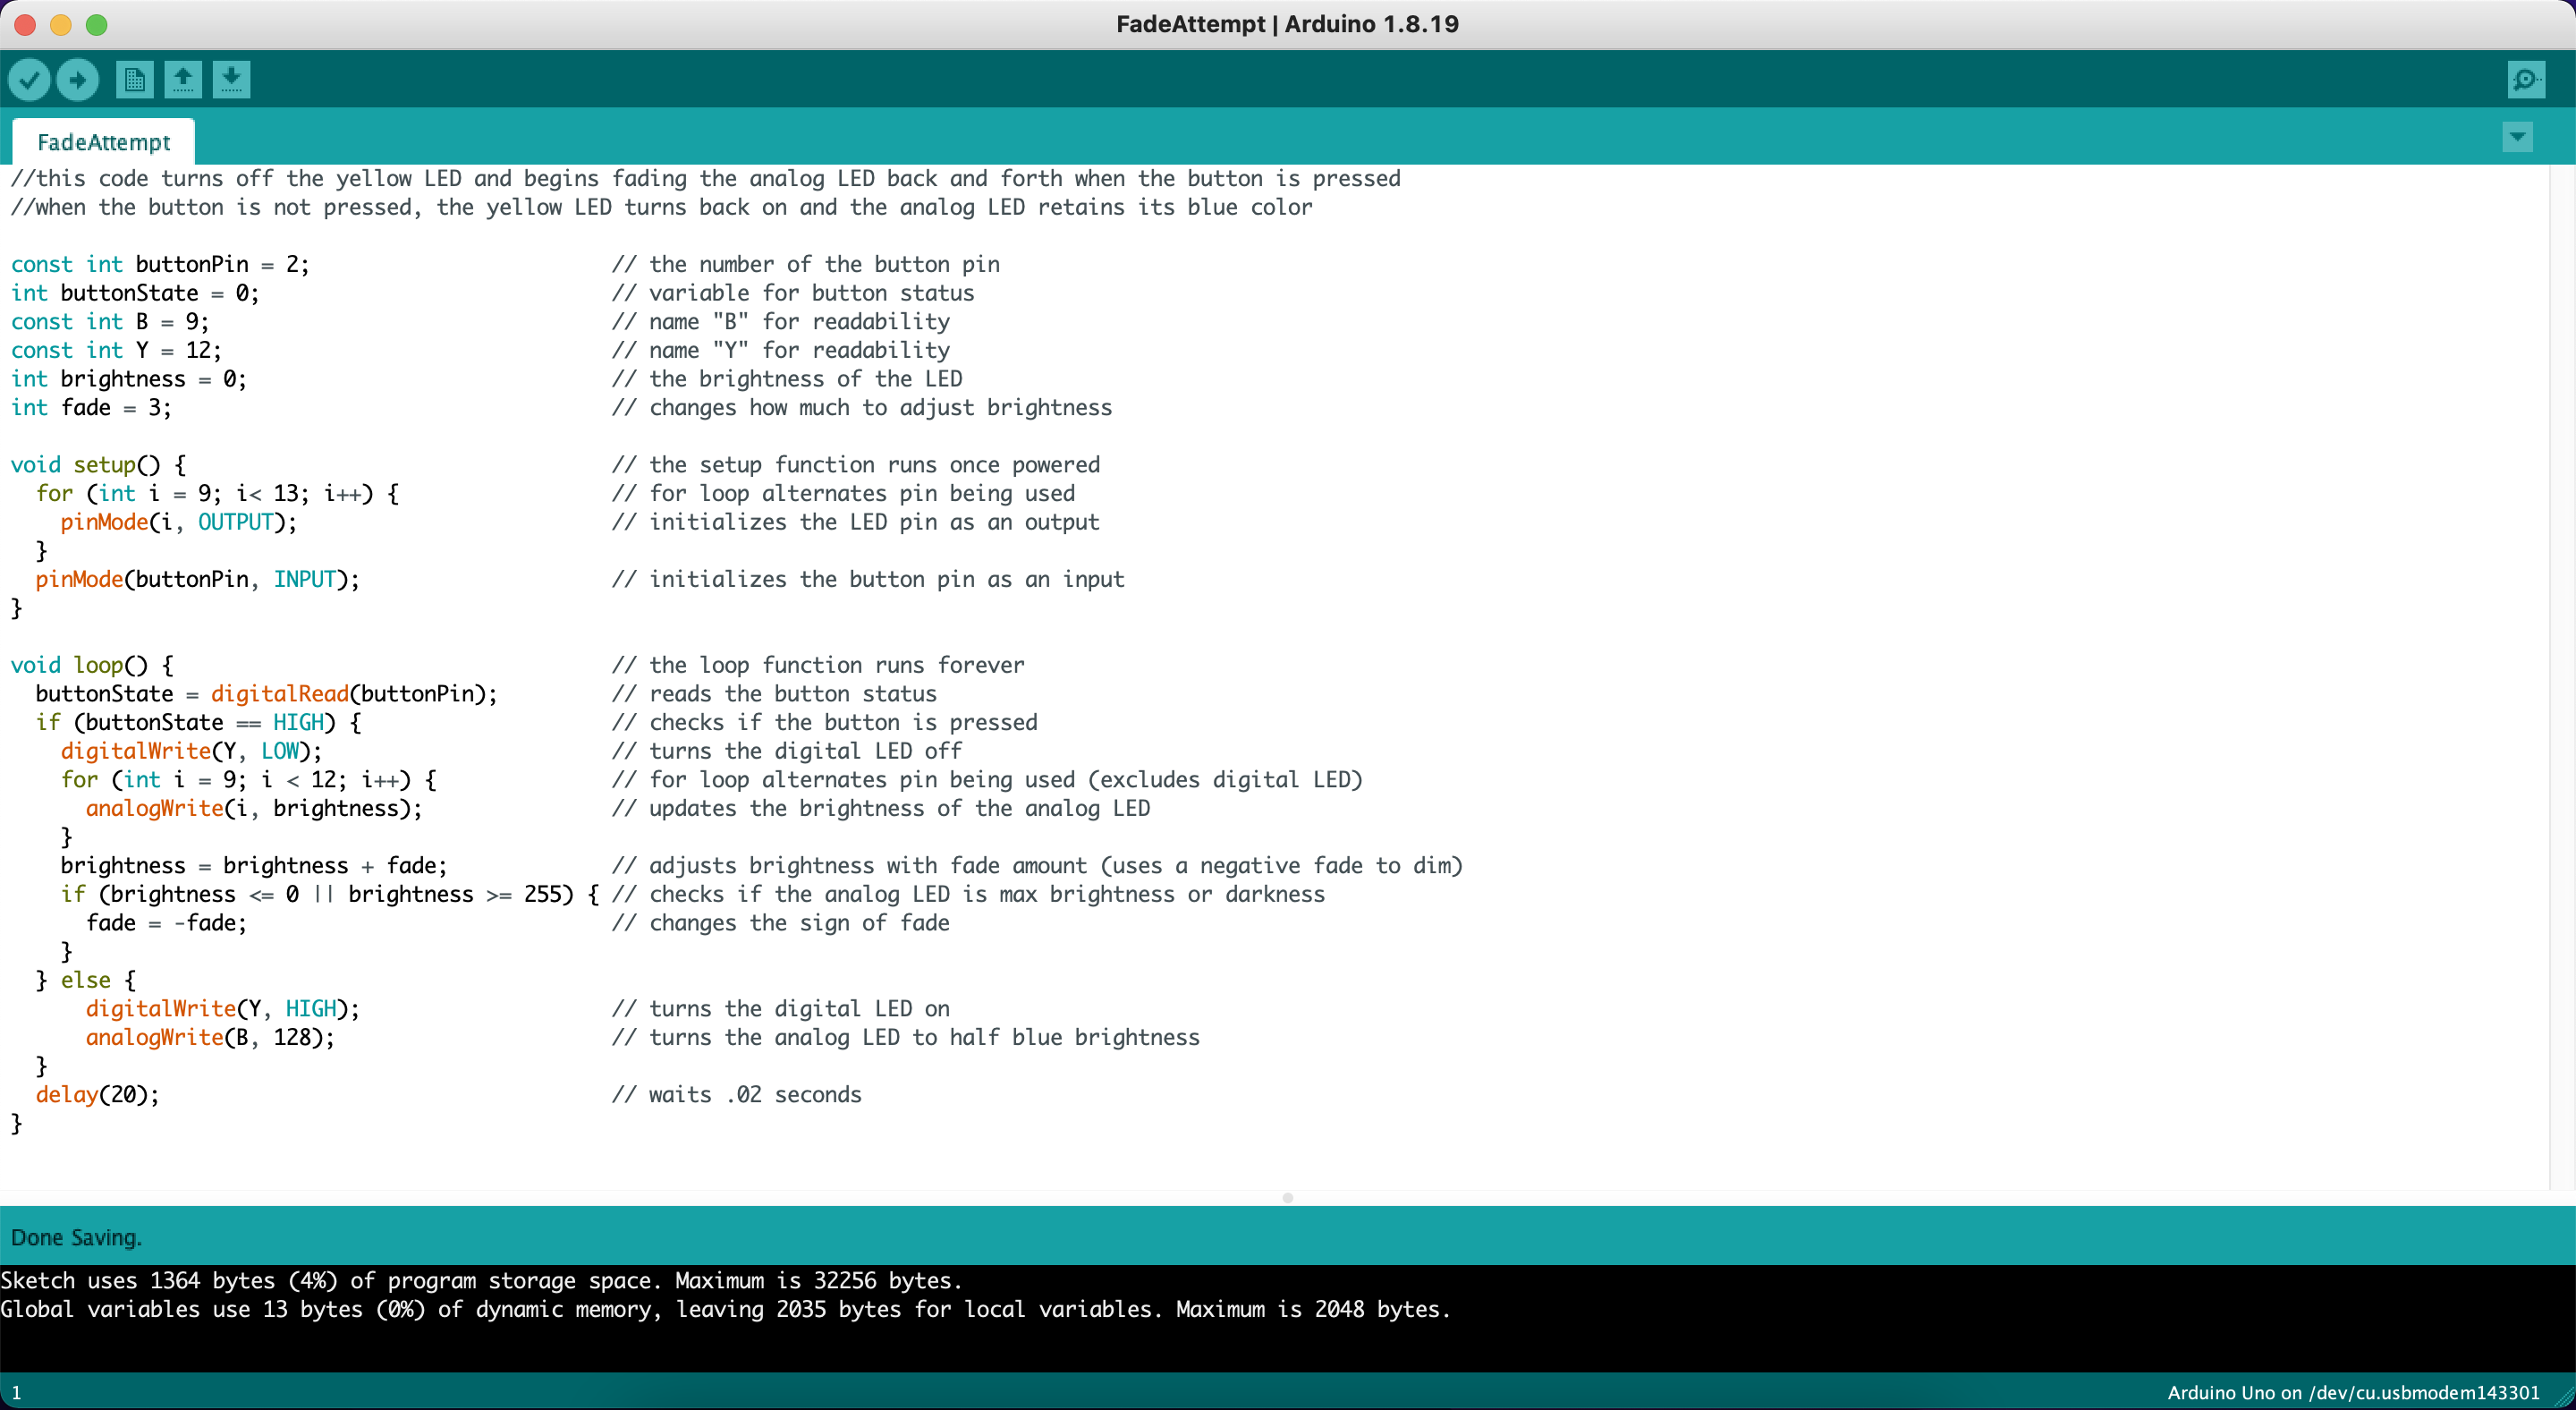 FadeAttempt | Arduino 1.8.19
FadeAttempt
//this code turns off the yellow LED and begins fading the analog LED back and forth when the button is pressed
//when the button is not pressed, the yellow LED turns back on and the analog LED retains its blue color
const int buttonPin = 2; // the number of the button pin
int buttonState = 0; // variable for button status
const int B = 9; // name "B" for readability
const int Y = 12; // name "Y" for readability
int brightness = 0; // the brightness of the LED
int fade = 3; // changes how much to adjust brightness
void setup() { // the setup function runs once powered
for (int i = 9; i< 13; i++) { // for loop alternates pin being used
pinMode(i, OUTPUT); // initializes the LED pin as an output
}
pinMode(buttonPin, INPUT); // initializes the button pin as an input
}
void loop() { // the loop function runs forever
buttonState = digitalRead(buttonPin); // reads the button status
if (buttonState == HIGH) { // checks if the button is pressed
digitalWrite(Y, LOW); // turns the digital LED off
for (int i = 9; i < 12; i++) { // for loop alternates pin being used (excludes digital LED)
analogWrite(i, brightness); // updates the brightness of the analog LED
}
brightness = brightness + fade; // adjusts brightness with fade amount (uses a negative fade to dim)
if (brightness <= 0 || brightness >= 255) { // checks if the analog LED is max brightness or darkness
fade = -fade; // changes the sign of fade
}
} else {
digitalWrite(Y, HIGH); // turns the digital LED on
analogWrite(B, 128); // turns the analog LED to half blue brightness
}
delay(20); // waits .02 seconds
}
Done Saving.
Sketch uses 1364 bytes (4%) of program storage space. Maximum is 32256 bytes.
Global variables use 13 bytes (0%) of dynamic memory, leaving 2035 bytes for local variables. Maximum is 2048 bytes.
1 Arduino Uno on /dev/cu.usbmodem143301